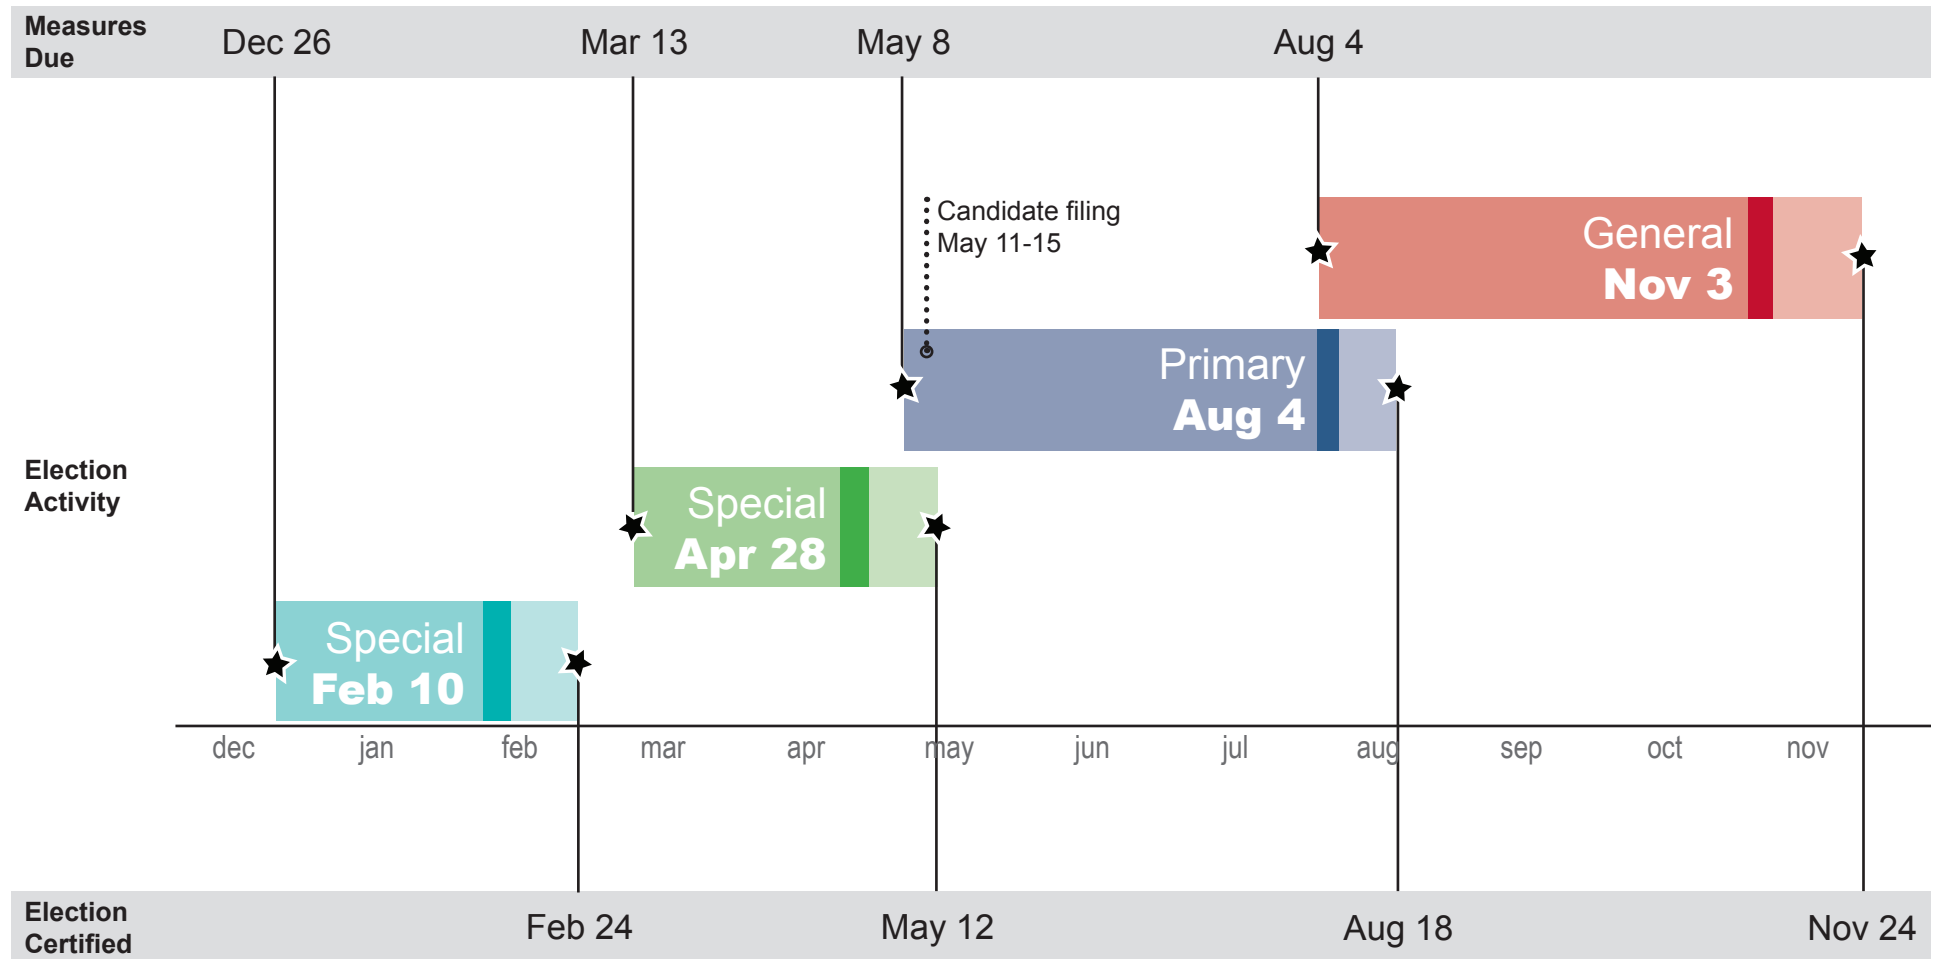 Measures
Due
Dec 26
Mar 13
May 8
Aug 4
Candidate filing
May 11-15
General
Nov 3
Primary
Aug 4
Election
Activity
Special
Apr 28
Special
Feb 10
dec
jan
feb
mar
apr
may
jun
jul
aug
sep
oct
nov
Election
Certified
Feb 24
May 12
Aug 18
Nov 24